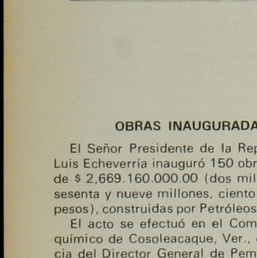 OBRAS INAUGURADA
El Señor Presidente de la Rep
Luis Echeverría inauguró 150 obr
de $ 2,669.160.000.00 (dos mil
sesenta y nueve millones, ciento
pesos), construidas por Petróleos
El acto se efectuó en el Com
químico de Cosoleacaque, Ver.,
cia del Director General de Pem